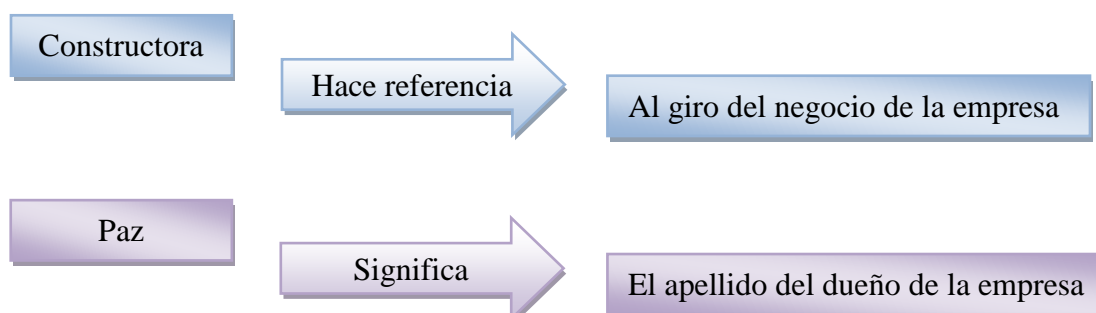 Constructora
Hace referencia
Al giro del negocio de la empresa
Paz
Significa
El apellido del dueño de la empresa